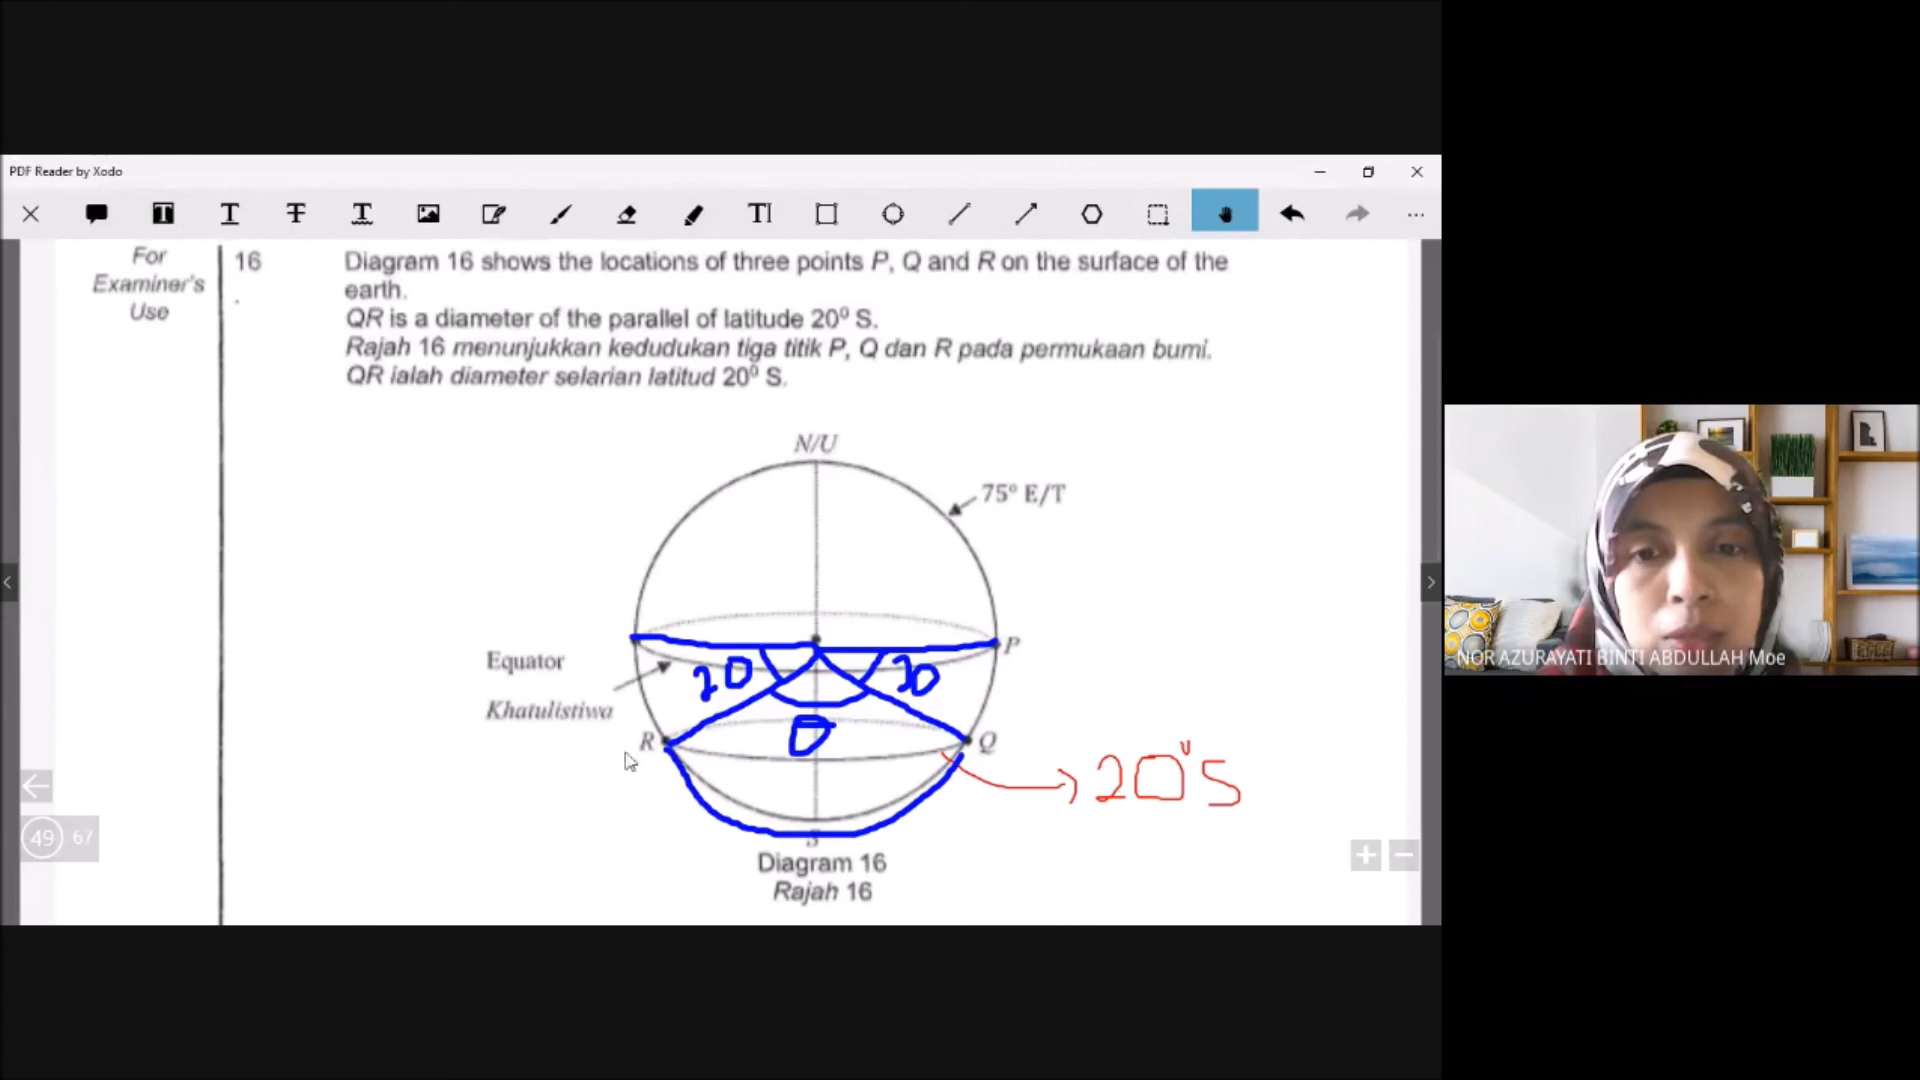 PDF Reader by Xodo
For
Examiner's
Use
16
.
Diagram 16 shows the locations of three points P, Q and R on the surface of the
earth.
QR is a diameter of the parallel of latitude 20⁰ S.
Rajah 16 menunjukkan kedudukan tiga titik P, Q dan R pada permukaan bumi.
QR ialah diameter selarian latitud 20⁰ S.
N/U
75° E/T
P
Equator
Khatulistiwa
20
20
θ
R
Q
20°S
S
Diagram 16
Rajah 16
49 67
NOR AZURAYATI BINTI ABDULLAH Moe